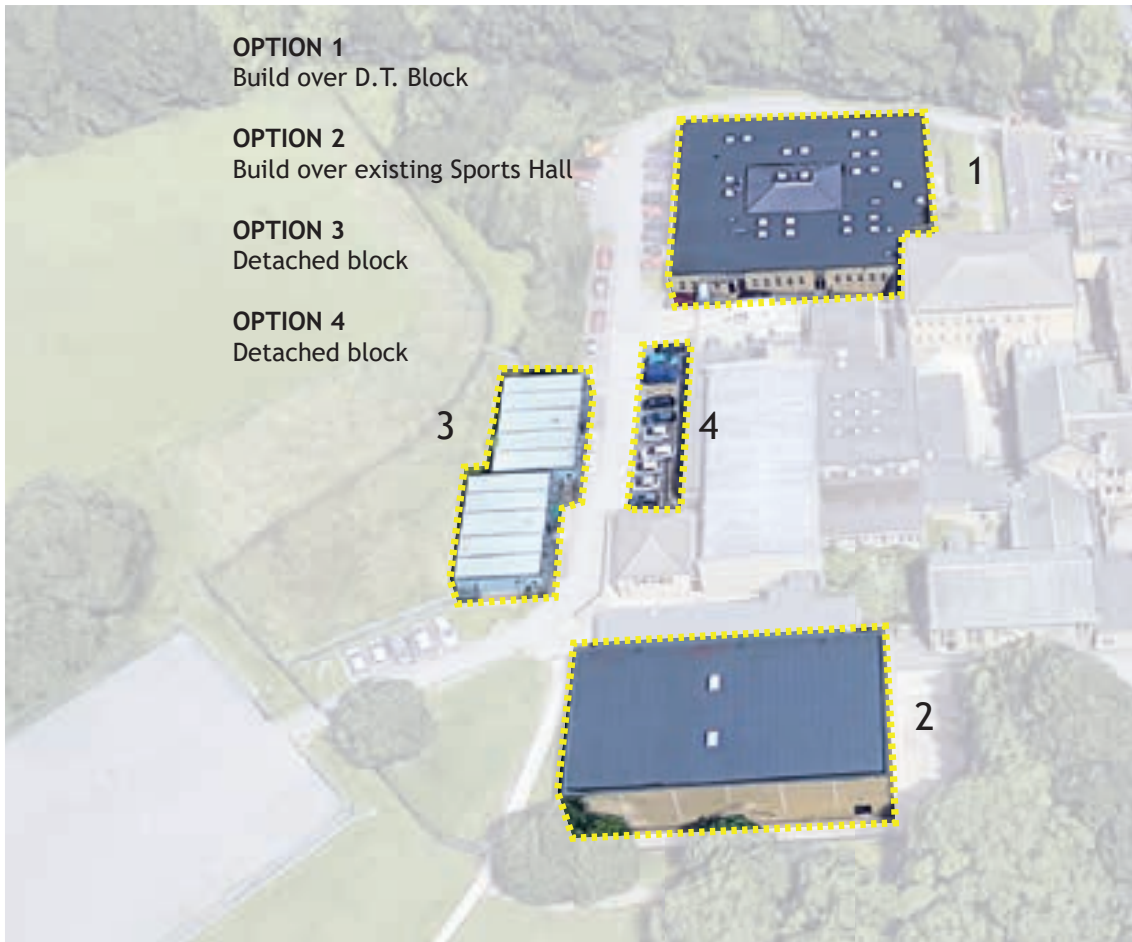 OPTION 1
Build over D.T. Block
OPTION 2
Build over existing Sports Hall
OPTION 3
Detached block
OPTION 4
Detached block
1
3
4
2